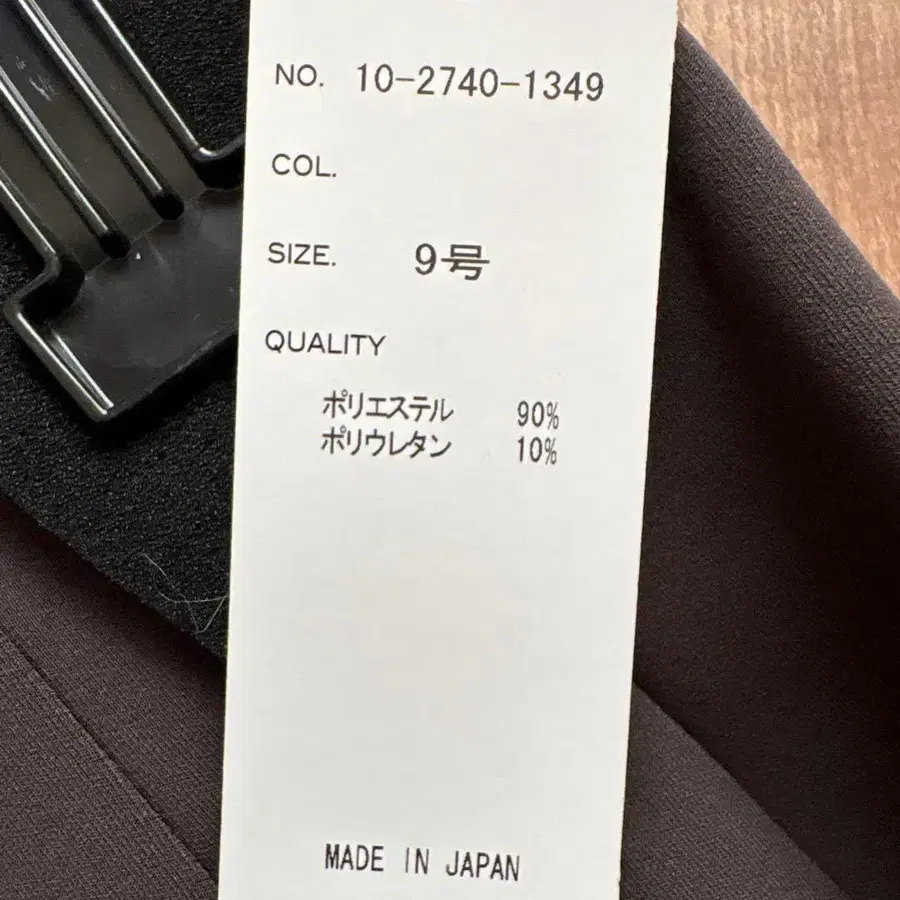 NO. 10-2740-1349
COL.
SIZE. 9号
QUALITY
ポリエステル 90%
ポリウレタン 10%
MADE IN JAPAN